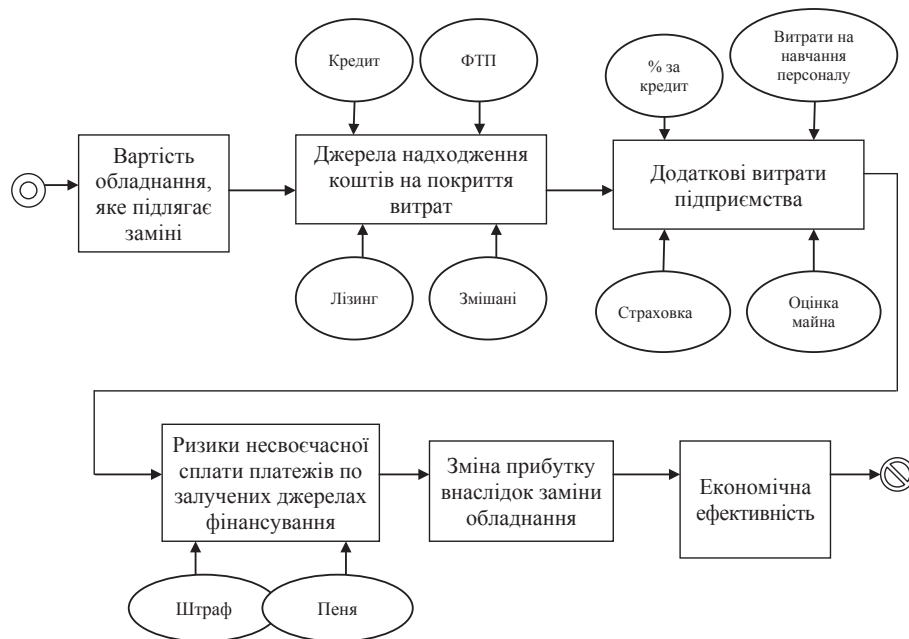 Кредит
ФТП
% за
кредит
Витрати на
навчання
персоналу
Вартість
обладнання,
яке підлягає
заміні
Джерела надходження
коштів на покриття
витрат
Додаткові витрати
підприємства
Лізинг
Змішані
Страховка
Оцінка
майна
Ризики несвоєчасної
сплати платежів по
залучених джерелах
фінансування
Зміна прибутку
внаслідок заміни
обладнання
Економічна
ефективність
Штраф
Пеня